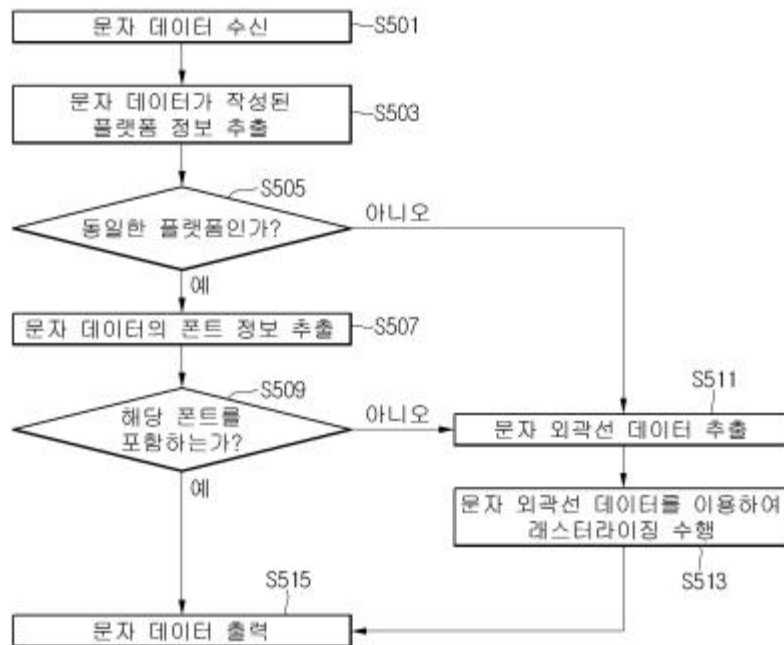 문자 데이터 수신
S501
문자 데이터가 작성된
플랫폼 정보 추출
S503
S505
동일한 플랫폼인가?
아니오
예
문자 데이터의 폰트 정보 추출
S507
S509
해당 폰트를
포함하는가?
아니오
예
S511
문자 외곽선 데이터 추출
문자 외곽선 데이터를 이용하여
래스터라이징 수행
S513
S515
문자 데이터 출력